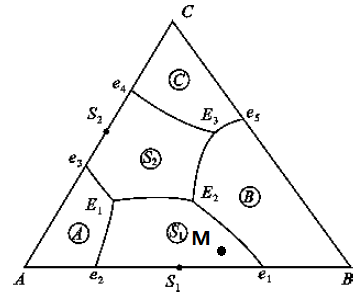 C
e₄
S₂
E₃
e₅
Ⓒ
e₃
Ⓢ₂
E₁
E₂
Ⓑ
Ⓐ
Ⓢ₁
M
A
e₂
S₁
e₁
B